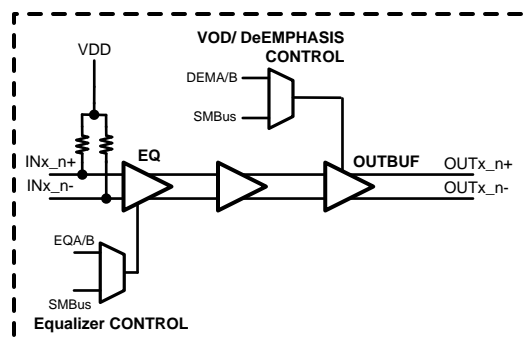 VOD/ DeEMPHASIS
CONTROL
VDD
DEMA/B
SMBus
EQ
OUTBUF
INx_n+
OUTx_n+
INx_n-
OUTx_n-
EQA/B
SMBus
Equalizer CONTROL